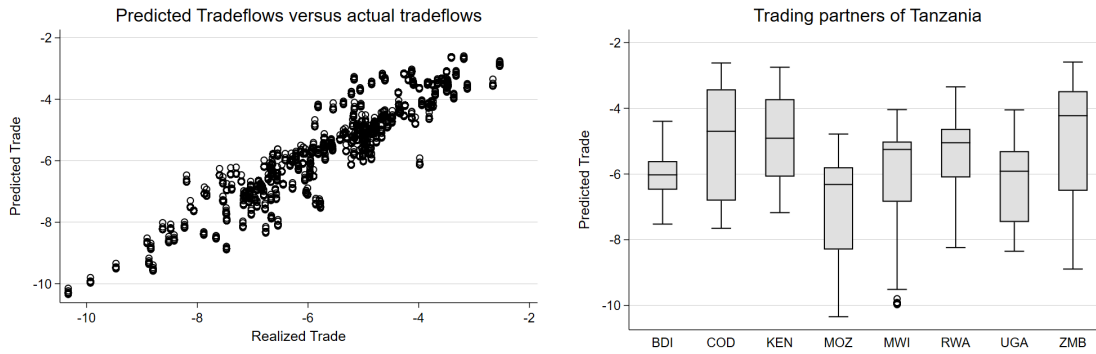 Predicted Tradeflows versus actual tradeflows
Predicted Trade
-2
-4
-6
-8
-10
-10 -8 -6 -4 -2
Realized Trade
Trading partners of Tanzania
Predicted Trade
-2
-4
-6
-8
-10
BDI COD KEN MOZ MWI RWA UGA ZMB